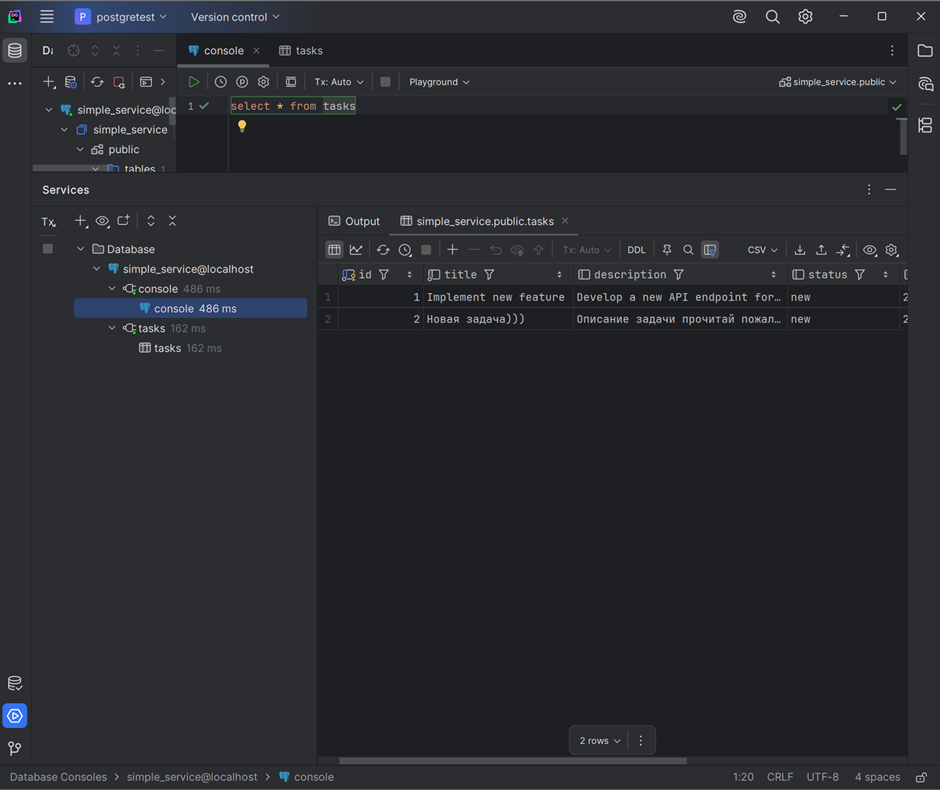 P postgretest Version control
Da console tasks
Tx: Auto Playground simple_service.public
simple_service@loc
1 select * from tasks
simple_service
public
tables 1
Services
Tx Output simple_service.public.tasks
Tx: Auto DDL CSV
Database
simple_service@localhost
console 486 ms
console 486 ms
tasks 162 ms
tasks 162 ms
id title description status
1 1 Implement new feature Develop a new API endpoint for… new 2
2 2 Новая задача))) Описание задачи прочитай пожал… new 2
2 rows
Database Consoles > simple_service@localhost > console 1:20 CRLF UTF-8 4 spaces